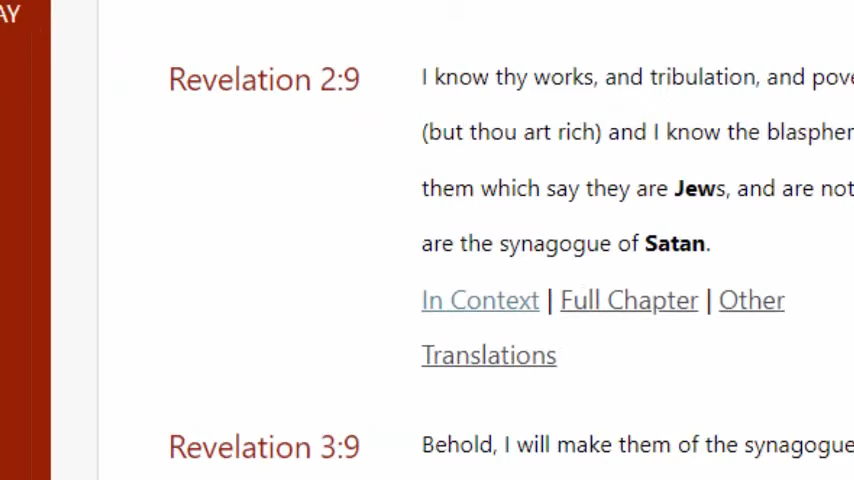 AY
Revelation 2:9
I know thy works, and tribulation, and
(but thou art rich) and I know the
them which say they are Jews, and are not
are the synagogue of Satan.
In Context | Full Chapter | Other
Translations
Revelation 3:9
Behold, I will make them of the synagogue